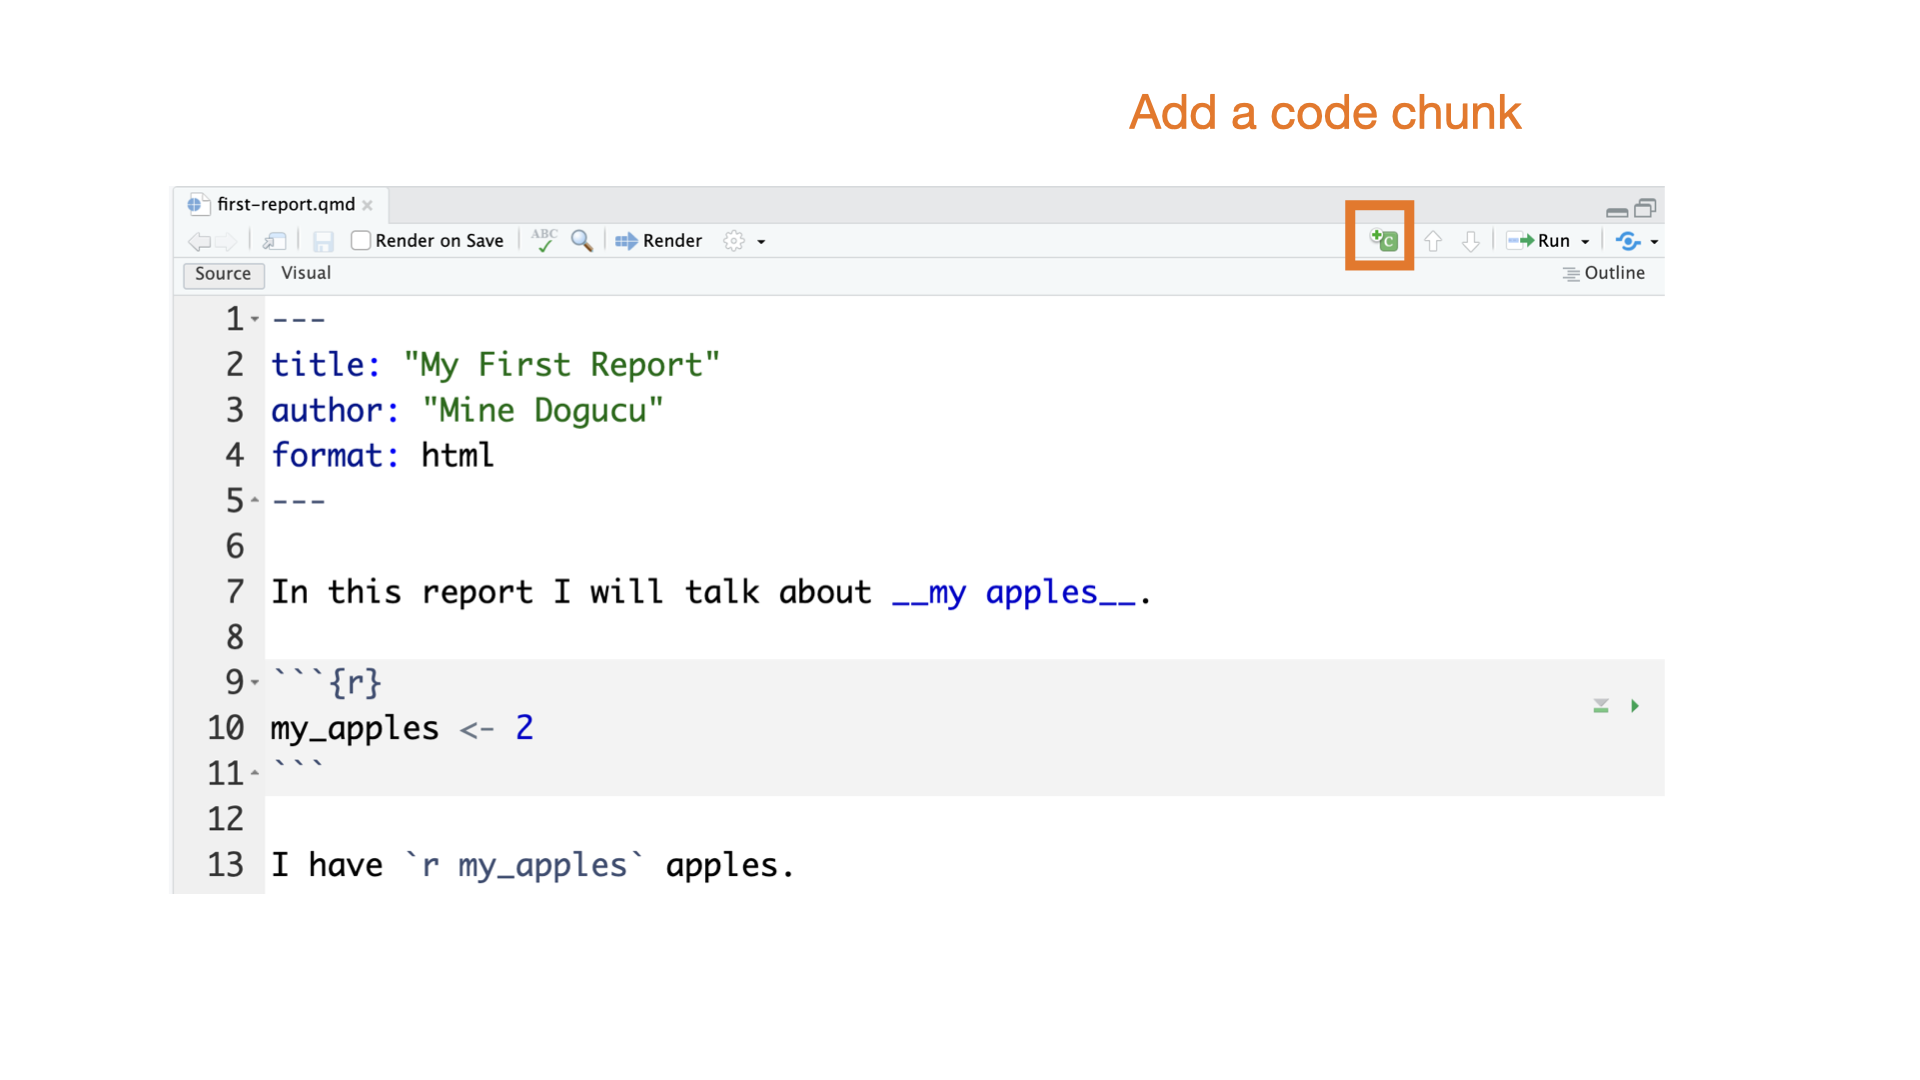 Add a code chunk
first-report.qmd
Render on Save ABC Render C Run
Source Visual Outline
1 ---
2 title: "My First Report"
3 author: "Mine Dogucu"
4 format: html
5 ---
6
7 In this report I will talk about __my apples__.
8
9 ```{r}
10 my_apples <- 2
11 ```
12
13 I have `r my_apples` apples.